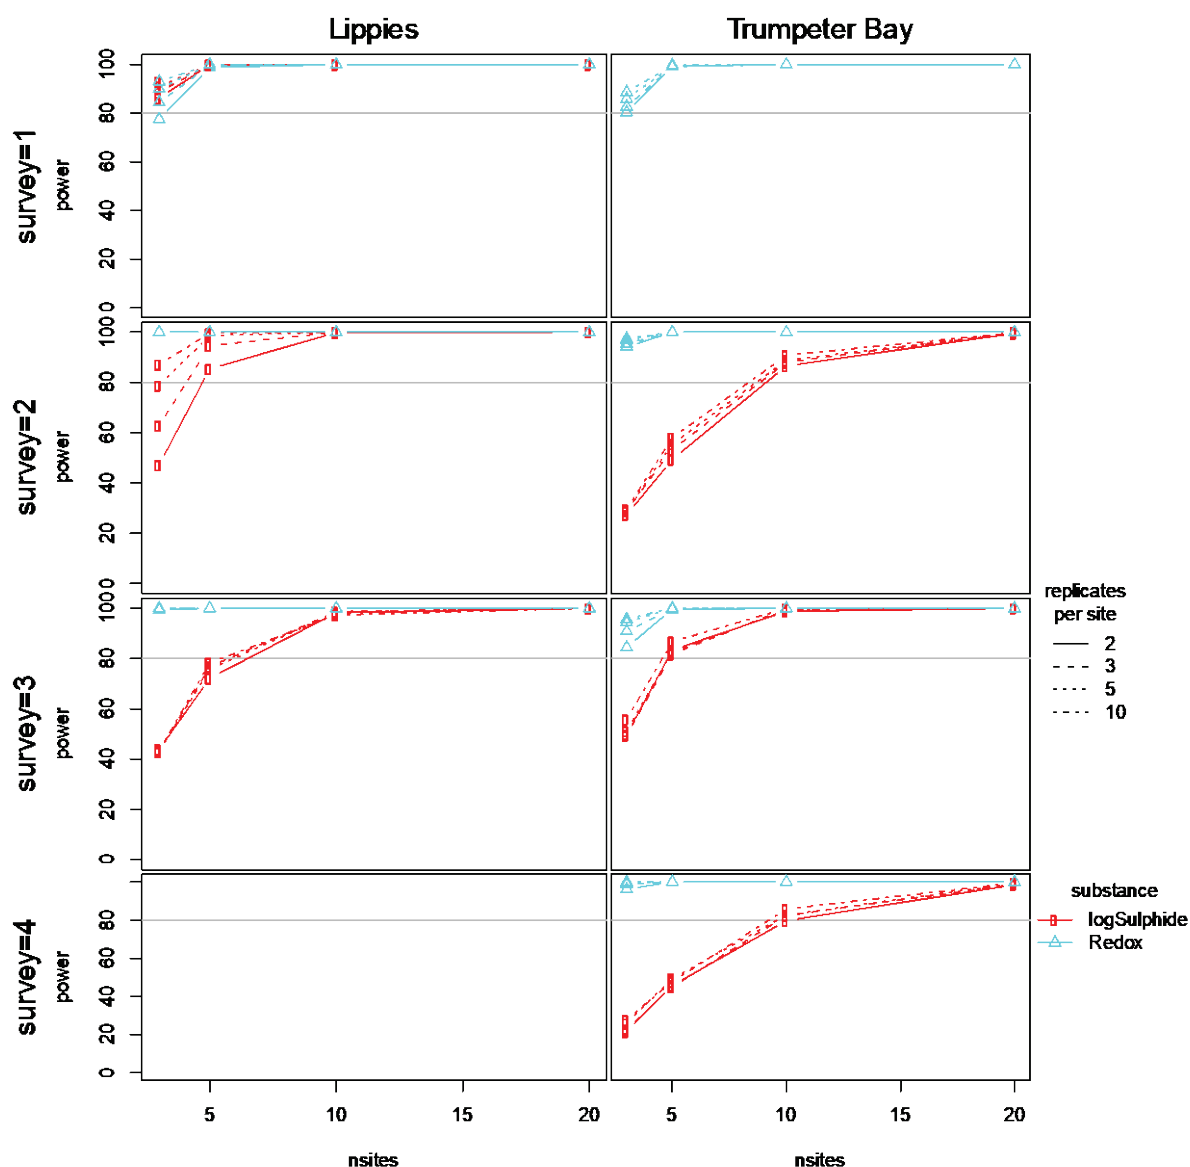 Lippies
Trumpeter Bay
survey=1
power
0 20 40 60 80 100
survey=2
power
0 20 40 60 80 100
survey=3
power
0 20 40 60 80 100
survey=4
power
0 20 40 60 80
5 10 15 20
nsites
5 10 15 20
nsites
replicates
per site
2
3
5
10
substance
logSulphide
Redox